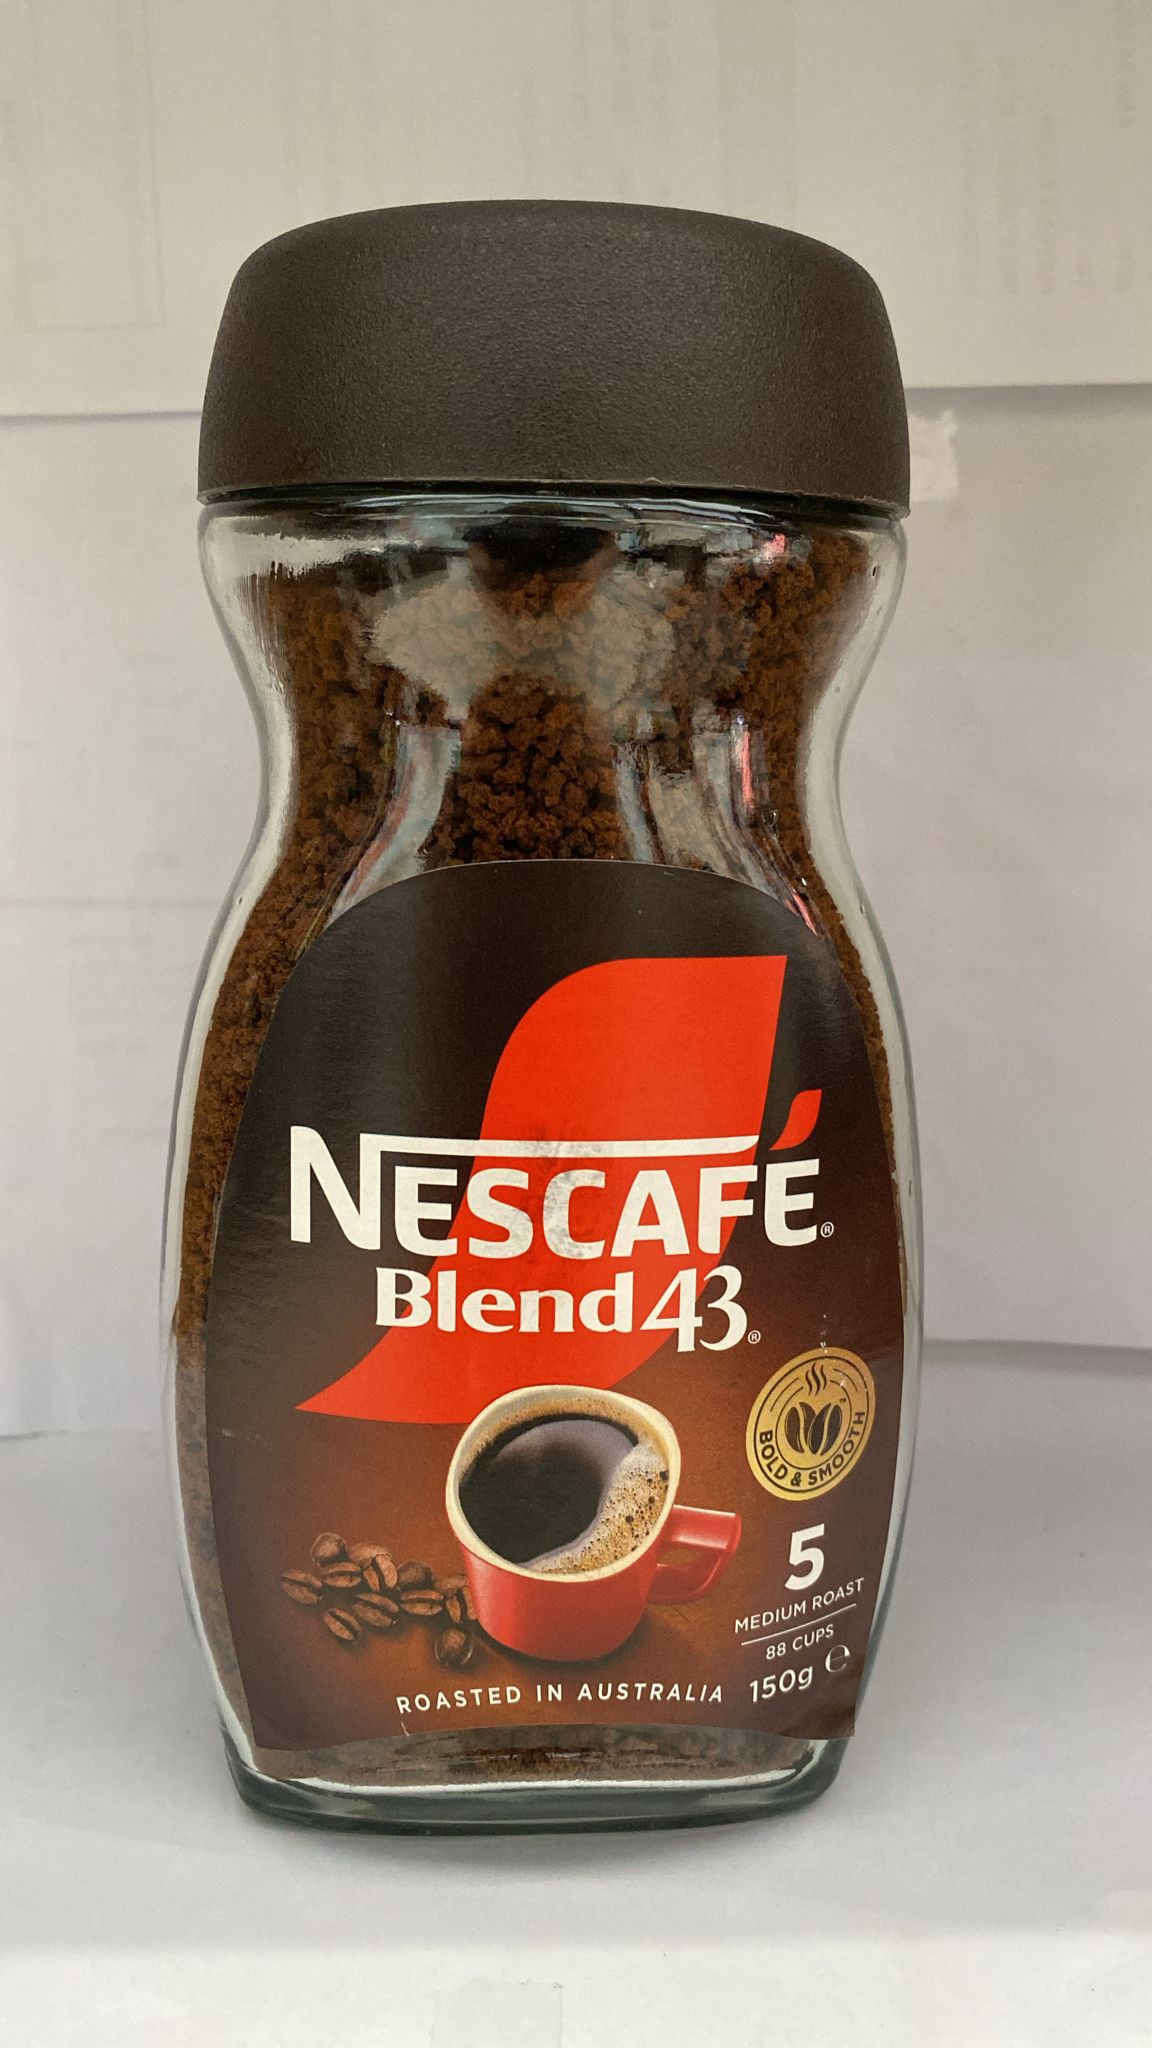 NESCAFÉ®
Blend 43®
BOLD & SMOOTH
5
MEDIUM ROAST
88 CUPS
150g ℮
ROASTED IN AUSTRALIA